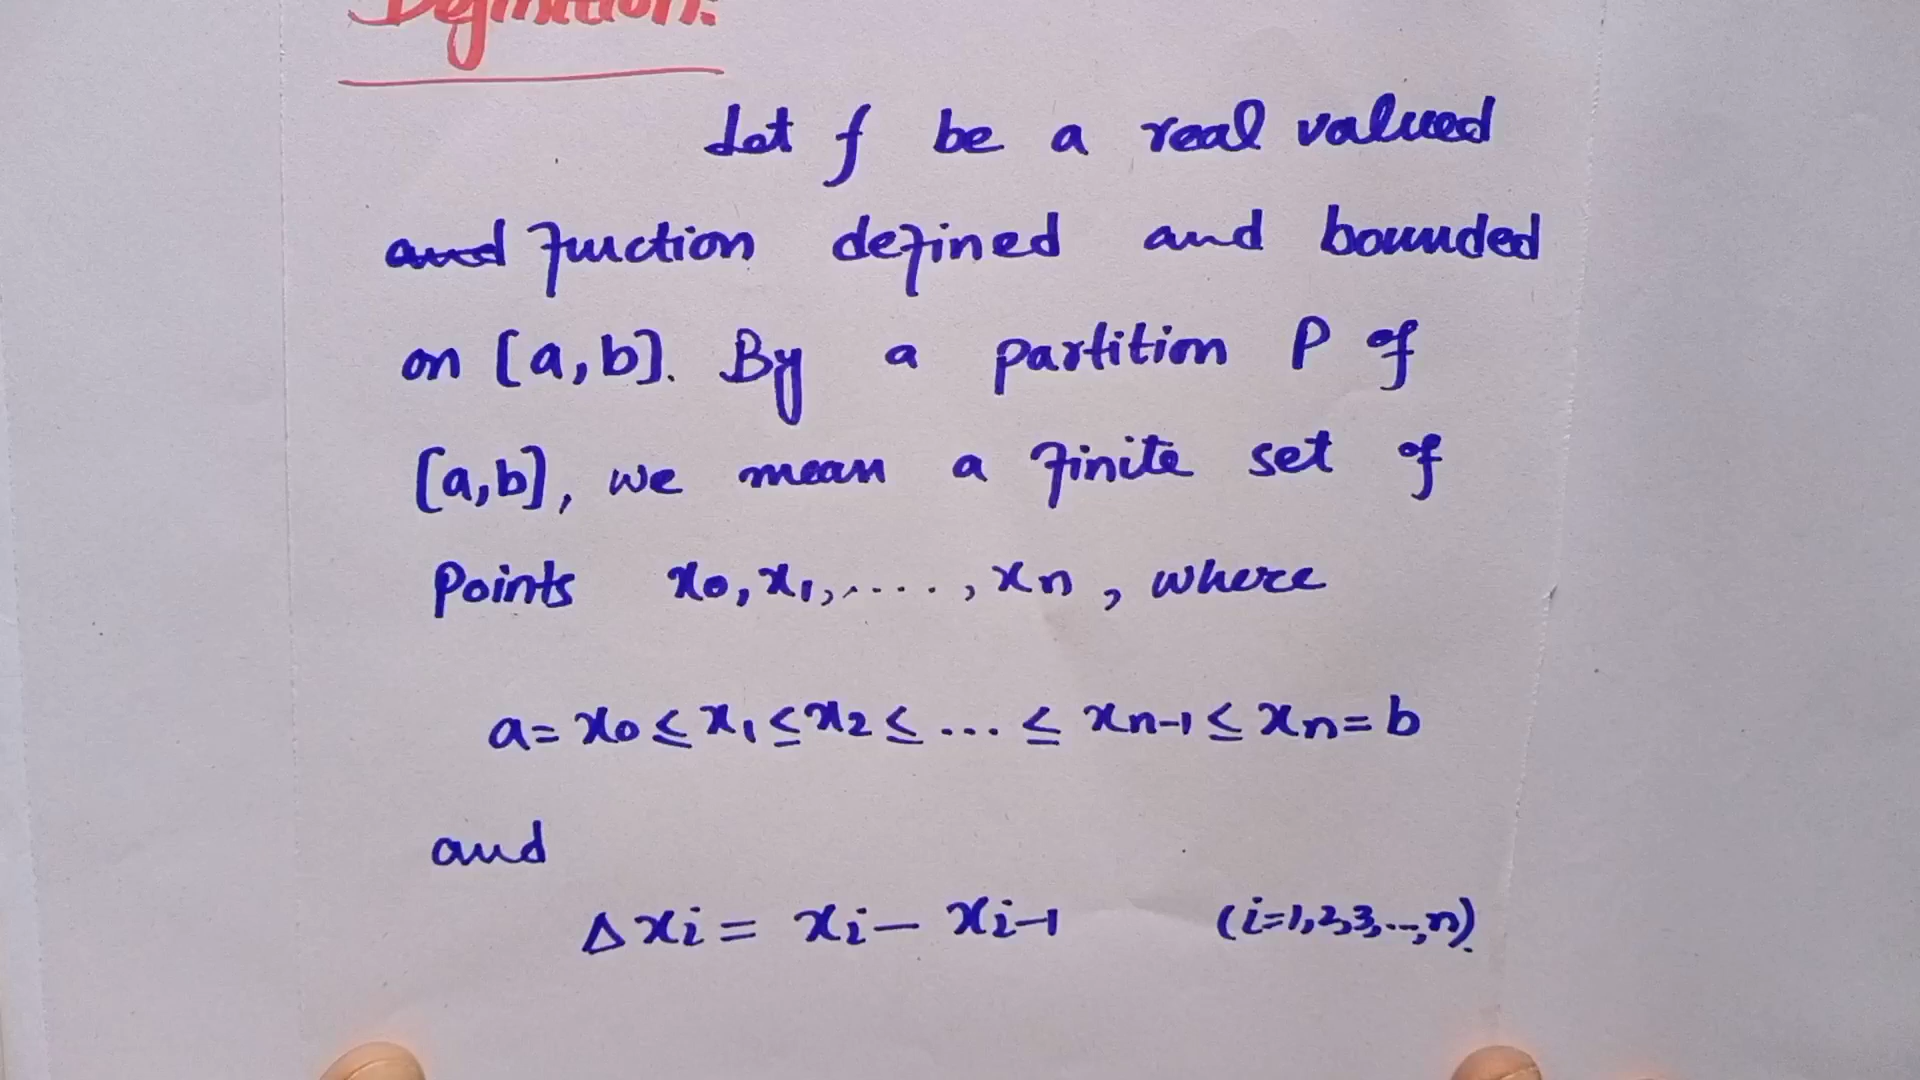 Definition:
Let f be a real valued
and function defined and bounded
on [a,b]. By a partition P of
[a,b], we mean a finite set of
Points x0, x1, ...., xn, where
a = x0 ≤ x1 ≤ x2 ≤ ... ≤ xn-1 ≤ xn = b
and
Δxi = xi - xi-1 (i=1,2,3,...,n).